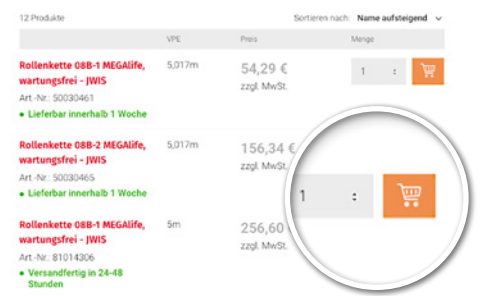 12 Produkte Sortieren nach: Name aufsteigend
VPE Preis Menge
Rollenkette 08B-1 MEGAlife, 5,017m 54,29 € 1
wartungsfrei - JWIS zzgl. MwSt.
Art.-Nr.: 50030461
• Lieferbar innerhalb 1 Woche
Rollenkette 08B-2 MEGAlife, 5,017m 156,34 €
wartungsfrei - JWIS zzgl. MwSt.
Art.-Nr.: 50030465
• Lieferbar innerhalb 1 Woche
1
Rollenkette 08B-1 MEGAlife, 5m 256,60
wartungsfrei - JWIS zzgl. MwSt.
Art.-Nr.: 81014306
• Versandfertig in 24-48
Stunden